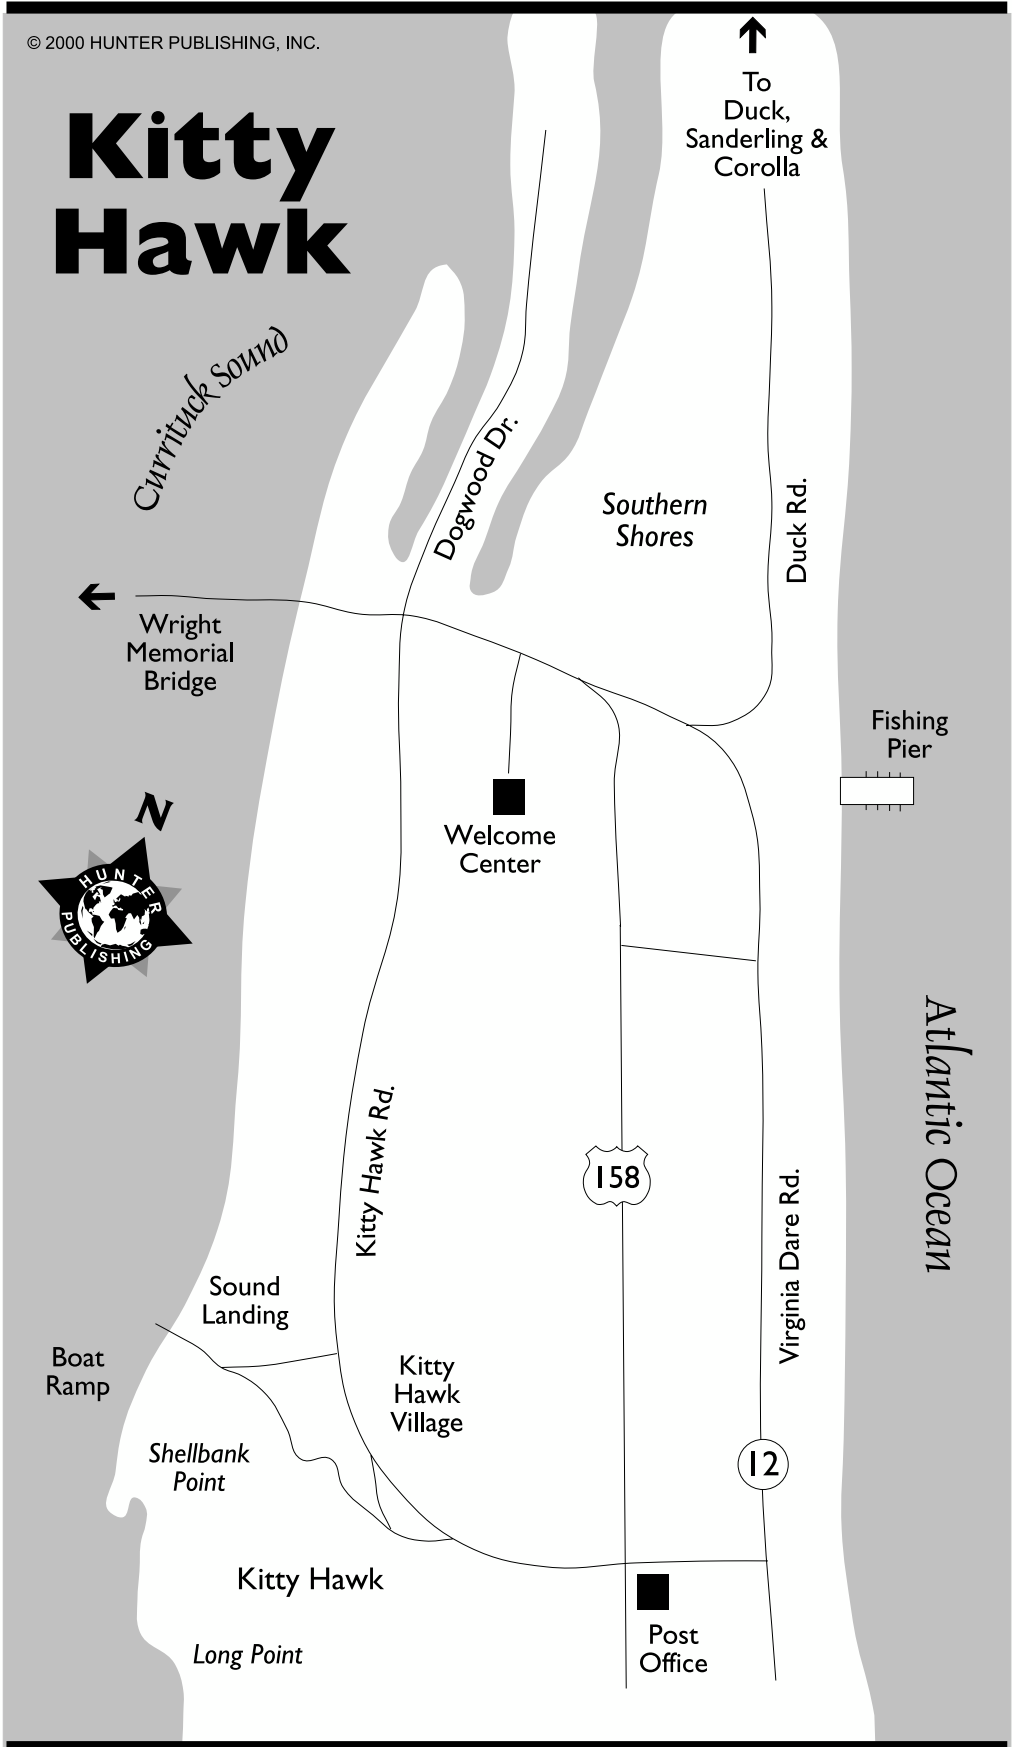 © 2000 HUNTER PUBLISHING, INC.
Kitty
Hawk
To
Duck,
Sanderling &
Corolla
Currituck Sound
Dogwood Dr.
Southern
Shores
Duck Rd.
Wright
Memorial
Bridge
Fishing
Pier
N
HUNTER
PUBLISHING
Welcome
Center
Atlantic Ocean
Kitty Hawk Rd.
158
Virginia Dare Rd.
Sound
Landing
Boat
Ramp
Kitty
Hawk
Village
Shellbank
Point
12
Kitty Hawk
Long Point
Post
Office